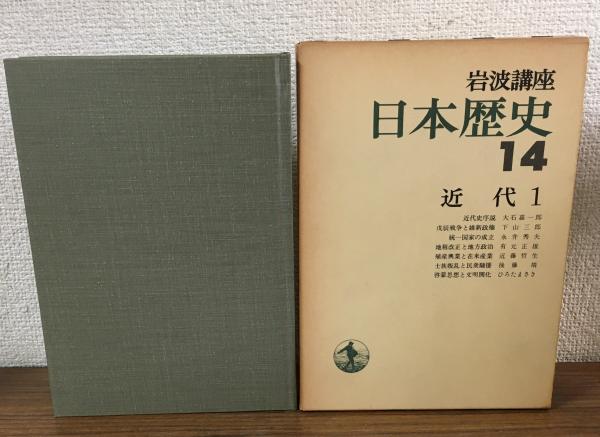 岩波講座
日本歴史
14
近代1
近代史序説 大石嘉一郎
戊辰戦争と維新政権 下山三郎
統一国家の成立 永井秀夫
地租改正と地方政治 有元正雄
殖産興業と在来産業 近藤哲生
士族叛乱と民衆騒擾 後藤靖
啓蒙思想と文明開化 ひろたまさき